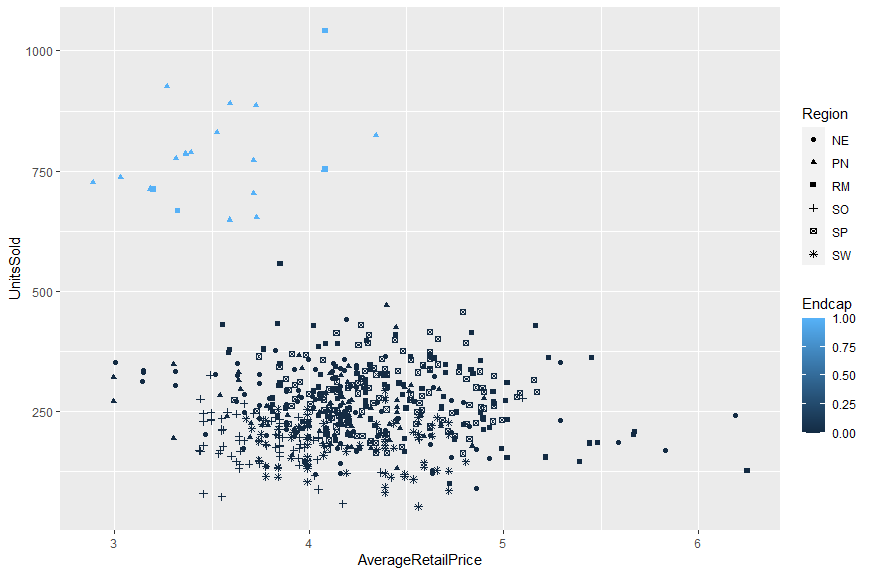 1000
750
500
250
UnitsSold
3
4
5
6
AverageRetailPrice
Region
NE
PN
RM
SO
SP
SW
Endcap
1.00
0.75
0.50
0.25
0.00